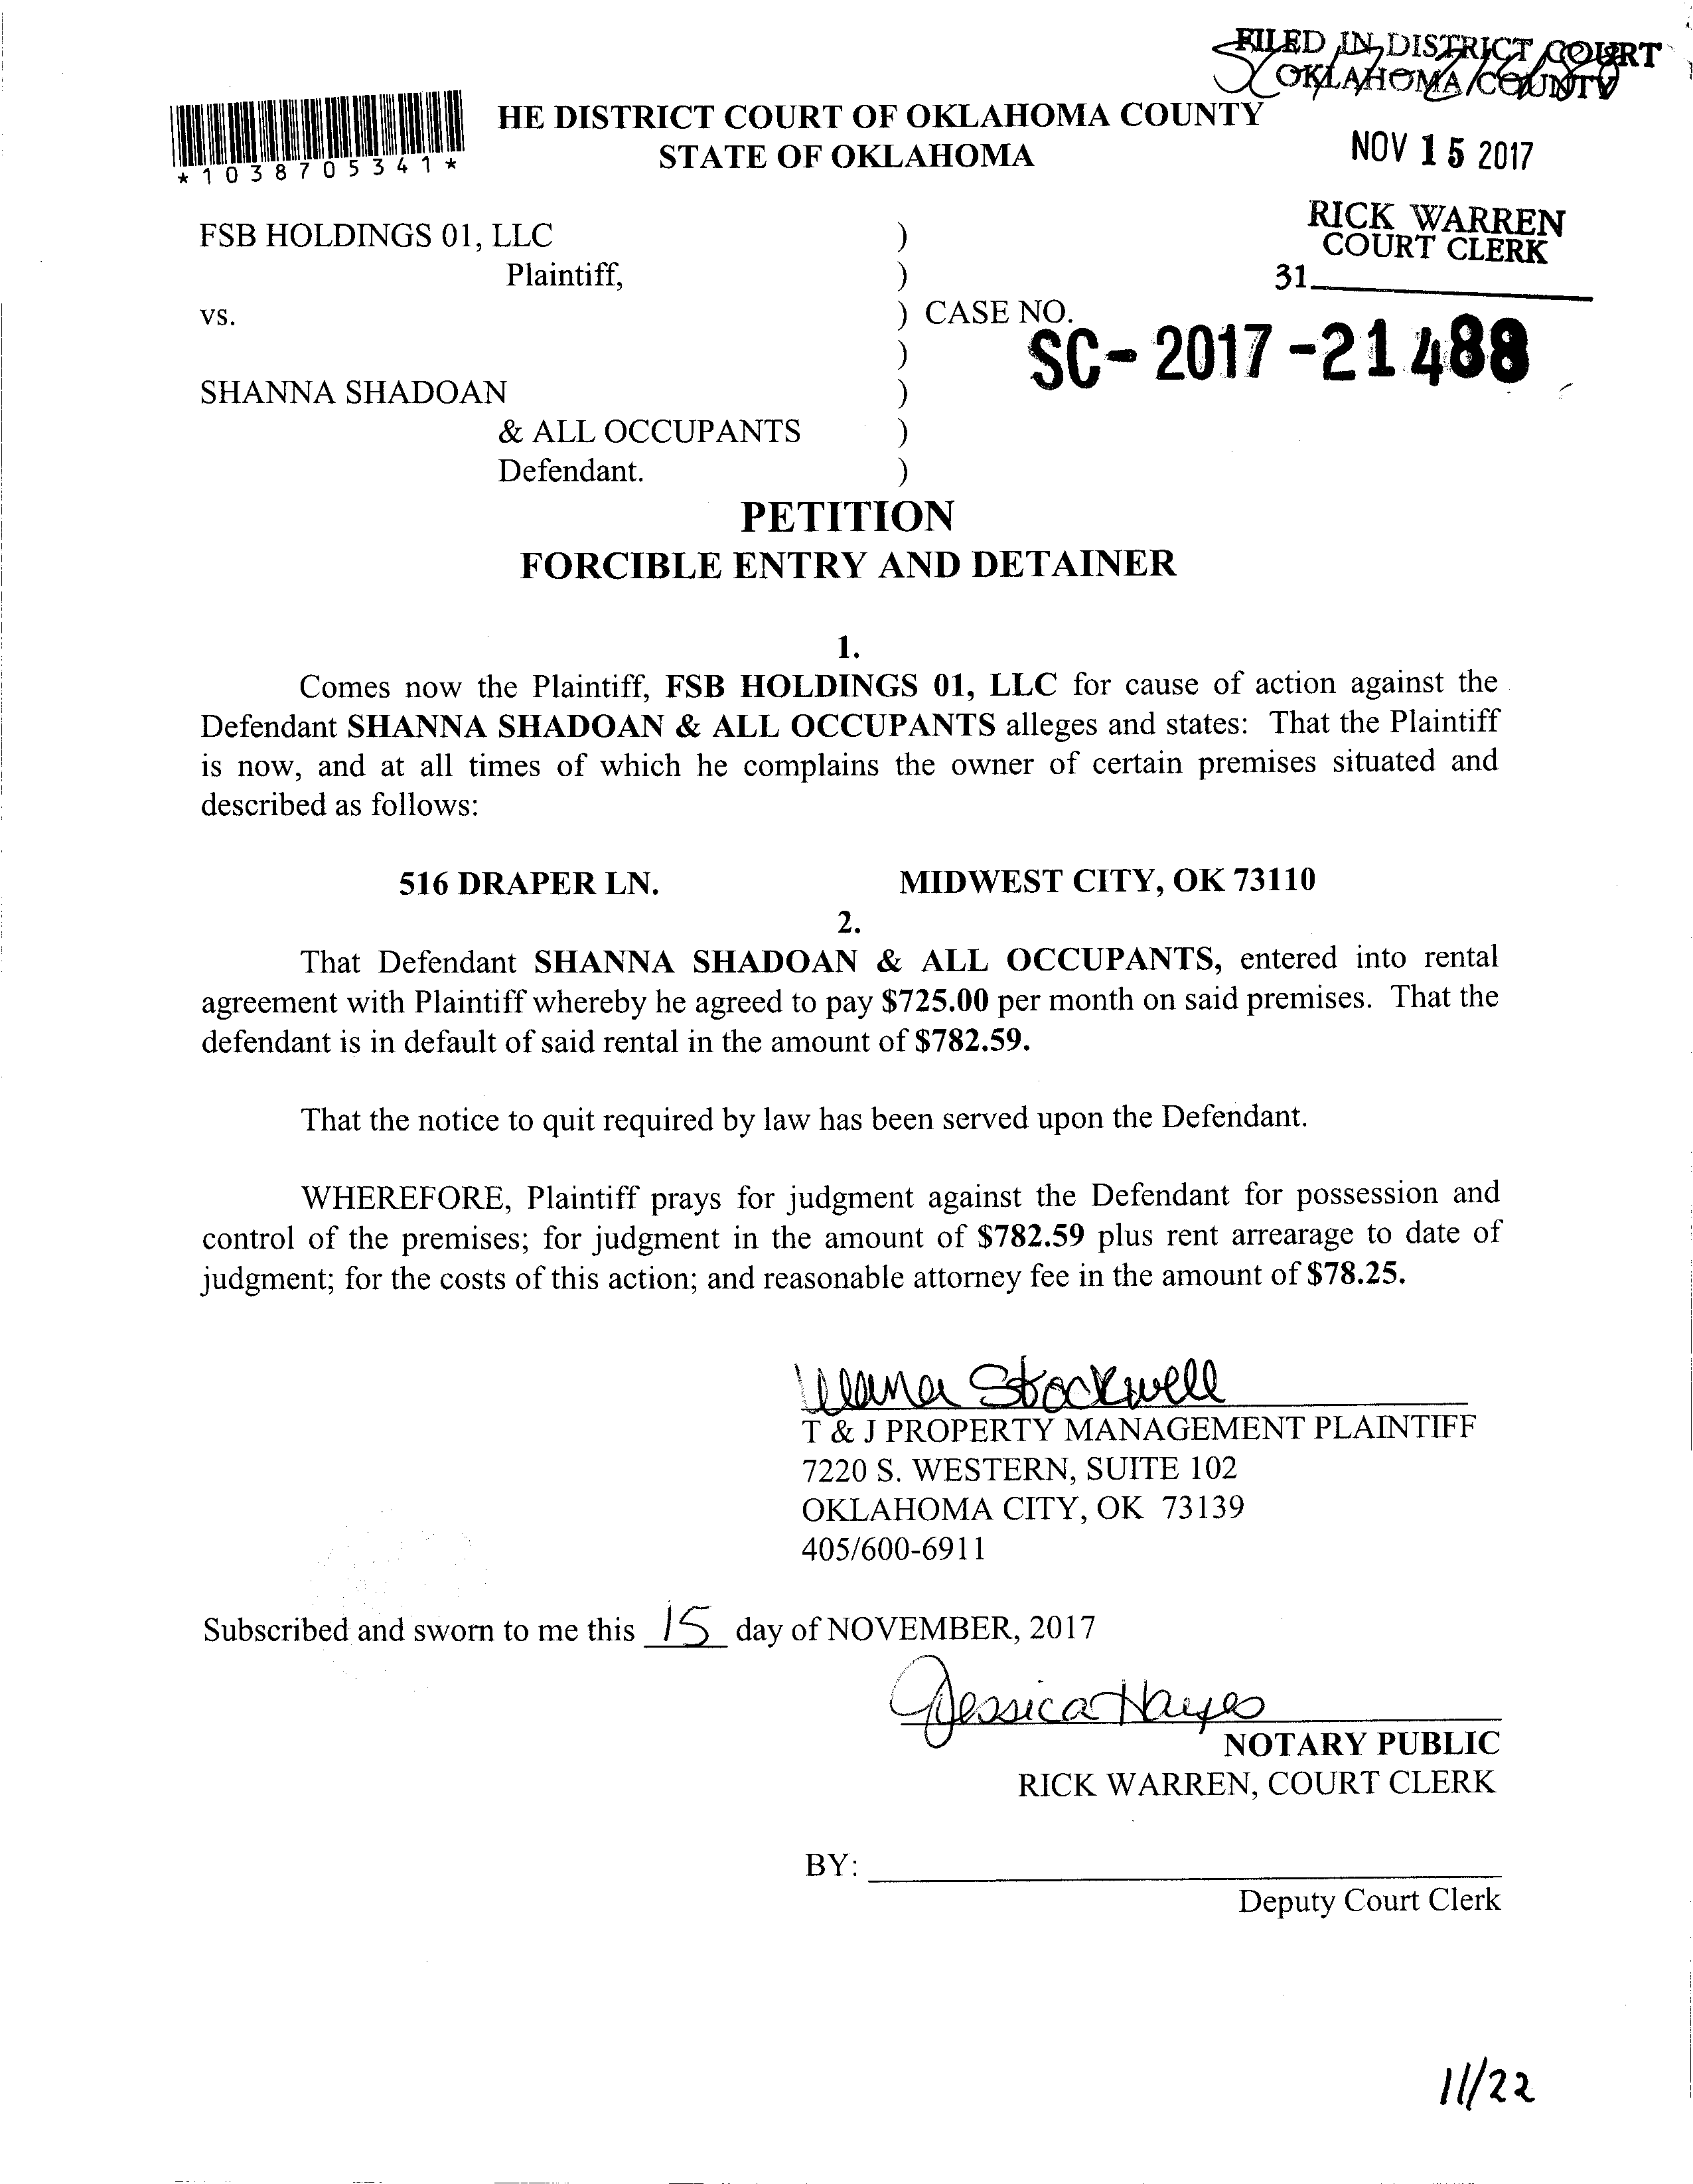 FILED IN DISTRICT COURT
OKLAHOMA COUNTY
HE DISTRICT COURT OF OKLAHOMA COUNTY
STATE OF OKLAHOMA
*1038705341*
NOV 15 2017
RICK WARREN
COURT CLERK
31
FSB HOLDINGS 01, LLC )
Plaintiff, )
vs. ) CASE NO.
)
SC-2017-21488
SHANNA SHADOAN )
& ALL OCCUPANTS )
Defendant. )
PETITION
FORCIBLE ENTRY AND DETAINER
1.
Comes now the Plaintiff, FSB HOLDINGS 01, LLC for cause of action against the
Defendant SHANNA SHADOAN & ALL OCCUPANTS alleges and states: That the Plaintiff
is now, and at all times of which he complains the owner of certain premises situated and
described as follows:
516 DRAPER LN. MIDWEST CITY, OK 73110
2.
That Defendant SHANNA SHADOAN & ALL OCCUPANTS, entered into rental
agreement with Plaintiff whereby he agreed to pay $725.00 per month on said premises. That the
defendant is in default of said rental in the amount of $782.59.
That the notice to quit required by law has been served upon the Defendant.
WHEREFORE, Plaintiff prays for judgment against the Defendant for possession and
control of the premises; for judgment in the amount of $782.59 plus rent arrearage to date of
judgment; for the costs of this action; and reasonable attorney fee in the amount of $78.25.
Stockwell
T & J PROPERTY MANAGEMENT PLAINTIFF
7220 S. WESTERN, SUITE 102
OKLAHOMA CITY, OK 73139
405/600-6911
Subscribed and sworn to me this 15 day of NOVEMBER, 2017
Jessica Hayes
NOTARY PUBLIC
RICK WARREN, COURT CLERK
BY:
Deputy Court Clerk
11/22